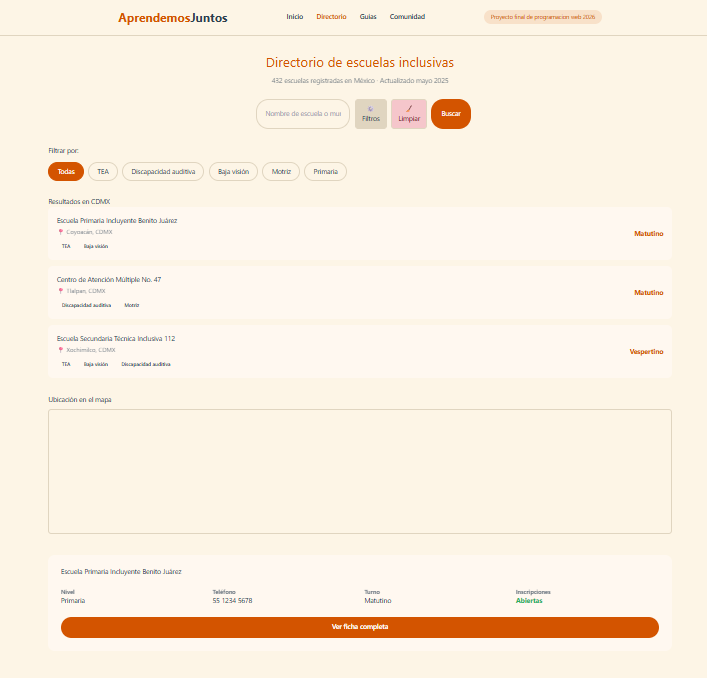 AprendemosJuntos
Inicio Directorio Guías Comunidad
Proyecto final de programacion web 2026
Directorio de escuelas inclusivas
432 escuelas registradas en México · Actualizado mayo 2025
Nombre de escuela o mu
Filtros
Limpiar
Buscar
Filtrar por:
Todas TEA Discapacidad auditiva Baja visión Motriz Primaria
Resultados en CDMX
Escuela Primaria Incluyente Benito Juárez
Coyoacán, CDMX
TEA Baja visión
Matutino
Centro de Atención Múltiple No. 47
Tlalpan, CDMX
Discapacidad auditiva Motriz
Matutino
Escuela Secundaria Técnica Inclusiva 112
Xochimilco, CDMX
TEA Baja visión Discapacidad auditiva
Vespertino
Ubicación en el mapa
Escuela Primaria Incluyente Benito Juárez
Nivel Teléfono Turno Inscripciones
Primaria 55 1234 5678 Matutino Abiertas
Ver ficha completa